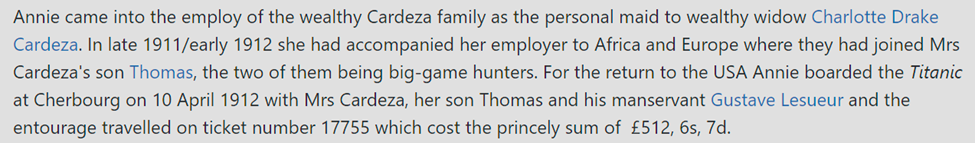 Annie came into the employ of the wealthy Cardeza family as the personal maid to wealthy widow Charlotte Drake
Cardeza. In late 1911/early 1912 she had accompanied her employer to Africa and Europe where they had joined Mrs
Cardeza's son Thomas, the two of them being big-game hunters. For the return to the USA Annie boarded the Titanic
at Cherbourg on 10 April 1912 with Mrs Cardeza, her son Thomas and his manservant Gustave Lesueur and the
entourage travelled on ticket number 17755 which cost the princely sum of £512, 6s, 7d.